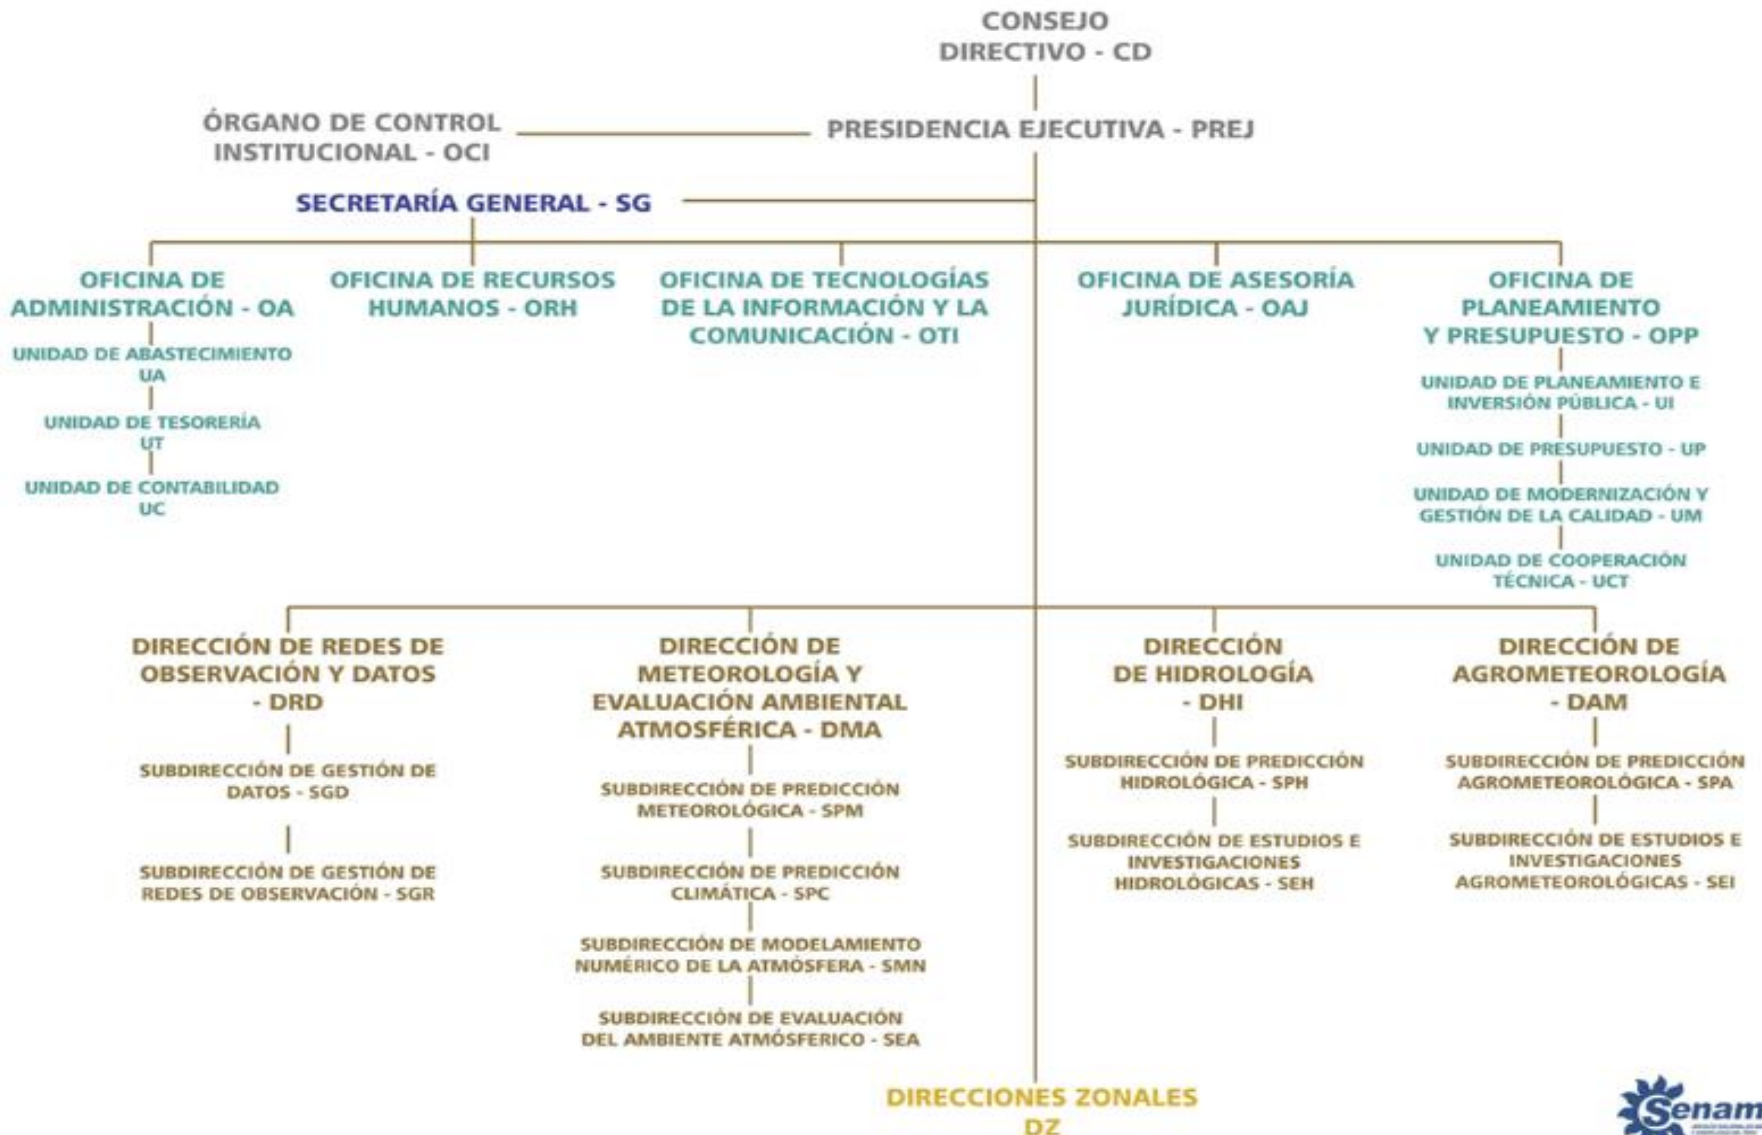 CONSEJO
DIRECTIVO - CD
ÓRGANO DE CONTROL
INSTITUCIONAL - OCI
PRESIDENCIA EJECUTIVA - PREJ
SECRETARÍA GENERAL - SG
OFICINA DE
ADMINISTRACIÓN - OA
UNIDAD DE ABASTECIMIENTO
UA
UNIDAD DE TESORERÍA
UT
UNIDAD DE CONTABILIDAD
UC
OFICINA DE RECURSOS
HUMANOS - ORH
OFICINA DE TECNOLOGÍAS
DE LA INFORMACIÓN Y LA
COMUNICACIÓN - OTI
OFICINA DE ASESORÍA
JURÍDICA - OAJ
OFICINA DE
PLANEAMIENTO
Y PRESUPUESTO - OPP
UNIDAD DE PLANEAMIENTO E
INVERSIÓN PÚBLICA - UI
UNIDAD DE PRESUPUESTO - UP
UNIDAD DE MODERNIZACIÓN Y
GESTIÓN DE LA CALIDAD - UM
UNIDAD DE COOPERACIÓN
TÉCNICA - UCT
DIRECCIÓN DE REDES DE
OBSERVACIÓN Y DATOS
- DRD
SUBDIRECCIÓN DE GESTIÓN DE
DATOS - SGD
SUBDIRECCIÓN DE GESTIÓN DE
REDES DE OBSERVACIÓN - SGR
DIRECCIÓN DE
METEOROLOGÍA Y
EVALUACIÓN AMBIENTAL
ATMOSFÉRICA - DMA
SUBDIRECCIÓN DE PREDICCIÓN
METEOROLÓGICA - SPM
SUBDIRECCIÓN DE PREDICCIÓN
CLIMÁTICA - SPC
SUBDIRECCIÓN DE MODELAMIENTO
NUMÉRICO DE LA ATMÓSFERA - SMN
SUBDIRECCIÓN DE EVALUACIÓN
DEL AMBIENTE ATMÓSFERICO - SEA
DIRECCIÓN
DE HIDROLOGÍA
- DHI
SUBDIRECCIÓN DE PREDICCIÓN
HIDROLÓGICA - SPH
SUBDIRECCIÓN DE ESTUDIOS E
INVESTIGACIONES
HIDROLÓGICAS - SEH
DIRECCIÓN DE
AGROMETEOROLOGÍA
- DAM
SUBDIRECCIÓN DE PREDICCIÓN
AGROMETEOROLÓGICA - SPA
SUBDIRECCIÓN DE ESTUDIOS E
INVESTIGACIONES
AGROMETEOROLÓGICAS - SEI
DIRECCIONES ZONALES
DZ
Senam